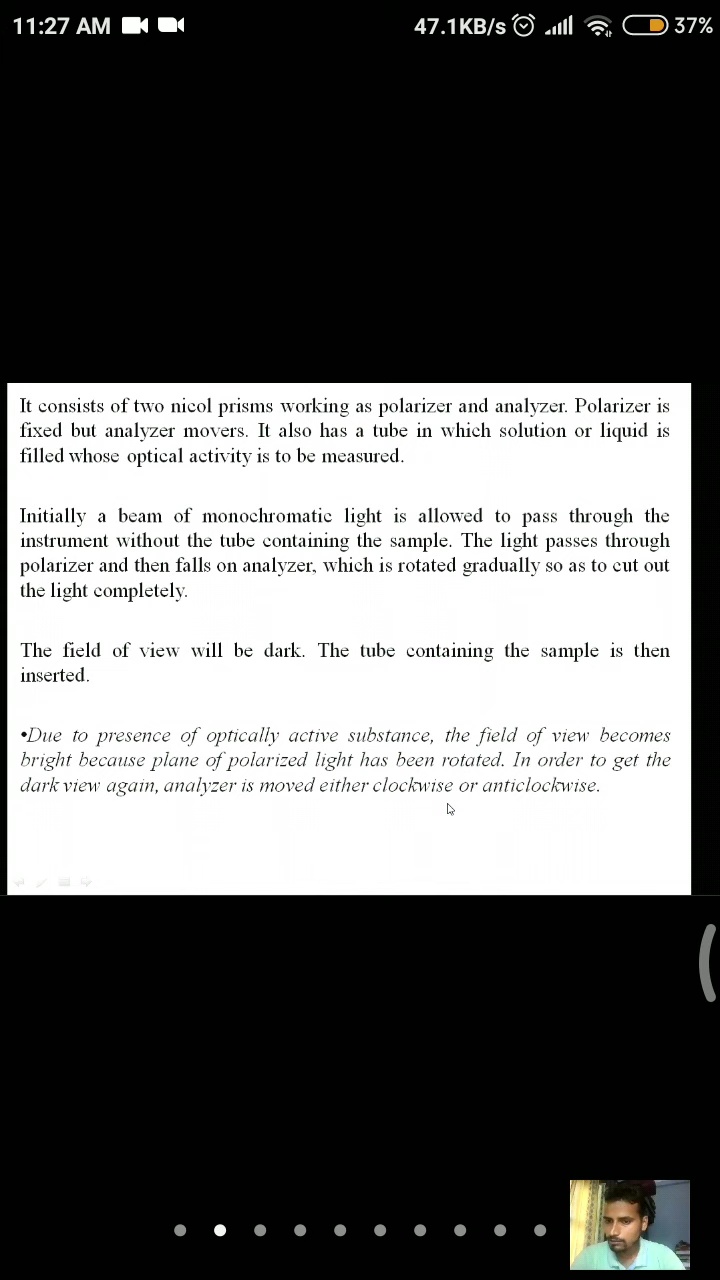 11:27 AM
47.1KB/s
37%
It consists of two nicol prisms working as polarizer and analyzer. Polarizer is
fixed but analyzer movers. It also has a tube in which solution or liquid is
filled whose optical activity is to be measured.
Initially a beam of monochromatic light is allowed to pass through the
instrument without the tube containing the sample. The light passes through
polarizer and then falls on analyzer, which is rotated gradually so as to cut out
the light completely.
The field of view will be dark. The tube containing the sample is then
inserted.
•Due to presence of optically active substance, the field of view becomes
bright because plane of polarized light has been rotated. In order to get the
dark view again, analyzer is moved either clockwise or anticlockwise.